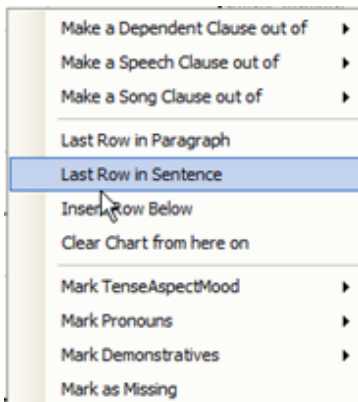 Make a Dependent Clause out of
Make a Speech Clause out of
Make a Song Clause out of
Last Row in Paragraph
Last Row in Sentence
Insert Row Below
Clear Chart from here on
Mark TenseAspectMood
Mark Pronouns
Mark Demonstratives
Mark as Missing